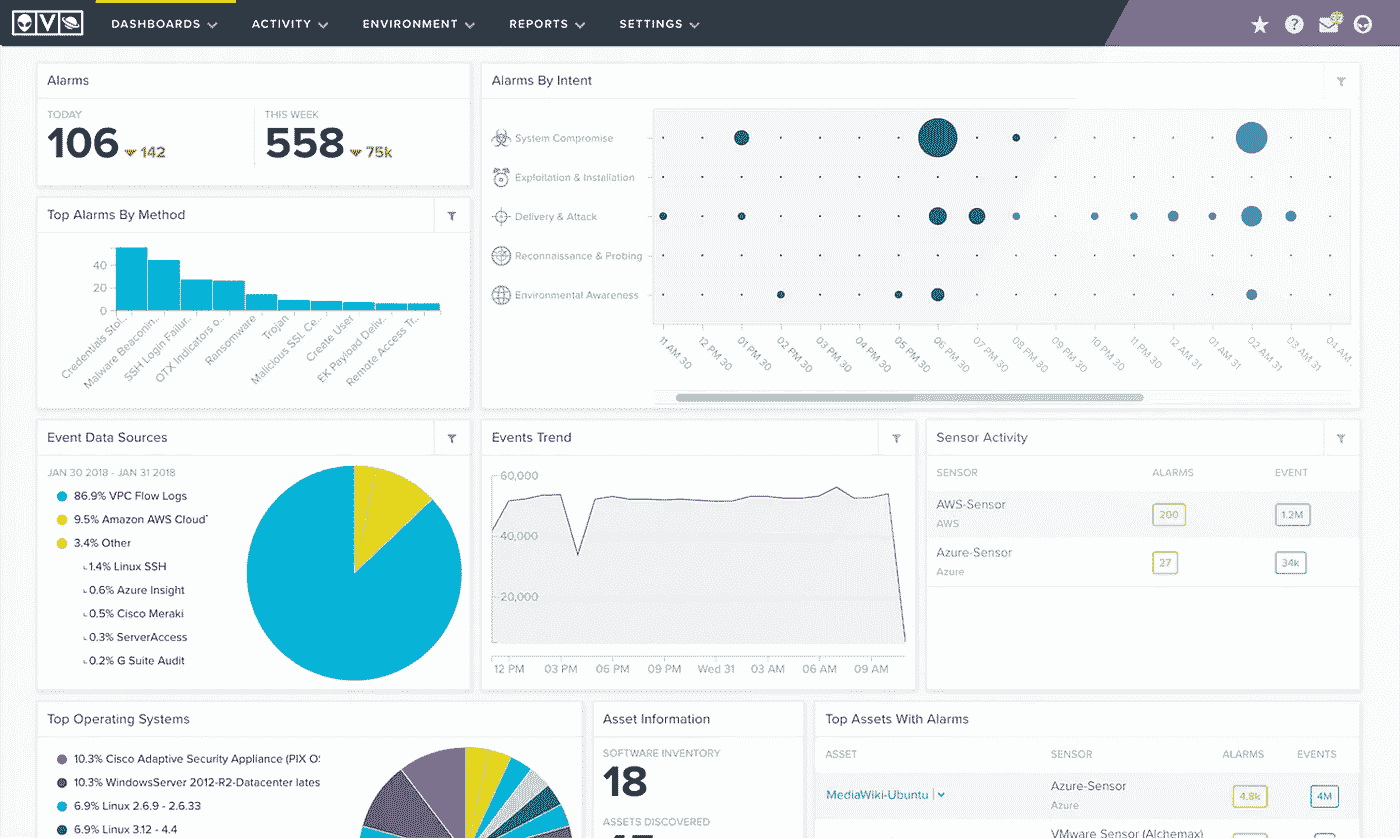 DASHBOARDS ACTIVITY ENVIRONMENT REPORTS SETTINGS
Alarms
TODAY THIS WEEK
106 142 558 75k
Top Alarms By Method
40
20
0
Credentials Stol...
Malware Beaconin...
SSH Login Failur...
OTX Indicators o...
Ransomware
Trojan
Malicious SSL Ce...
Create User
EK Payload Deliv...
Remote Access Tr...
Alarms By Intent
System Compromise
Exploitation & Installation
Delivery & Attack
Reconnaissance & Probing
Environmental Awareness
11 AM 30 12 PM 30 01 PM 30 02 PM 30 03 PM 30 04 PM 30 05 PM 30 06 PM 30 07 PM 30 08 PM 30 09 PM 30 10 PM 30 11 PM 30 12 AM 31 01 AM 31 02 AM 31 03 AM 31 04 AM...
Event Data Sources
JAN 30 2018 - JAN 31 2018
86.9% VPC Flow Logs
9.5% Amazon AWS Cloud
3.4% Other
1.4% Linux SSH
0.6% Azure Insight
0.5% Cisco Meraki
0.3% ServerAccess
0.2% G Suite Audit
Events Trend
60,000
40,000
20,000
12 PM 03 PM 06 PM 09 PM Wed 31 03 AM 06 AM 09 AM
Sensor Activity
SENSOR ALARMS EVENT
AWS-Sensor 200 1.2M
AWS
Azure-Sensor 27 34k
Azure
Top Operating Systems
10.3% Cisco Adaptive Security Appliance (PIX OS
10.3% WindowsServer 2012-R2-Datacenter lates
6.9% Linux 2.6.9 - 2.6.33
6.9% Linux 3.12 - 4.4
Asset Information
SOFTWARE INVENTORY
18
ASSETS DISCOVERED
Top Assets With Alarms
ASSET SENSOR ALARMS EVENTS
MediaWiki-Ubuntu Azure-Sensor 4.8k 4M
Azure
VMware Sensor (Alchemax)